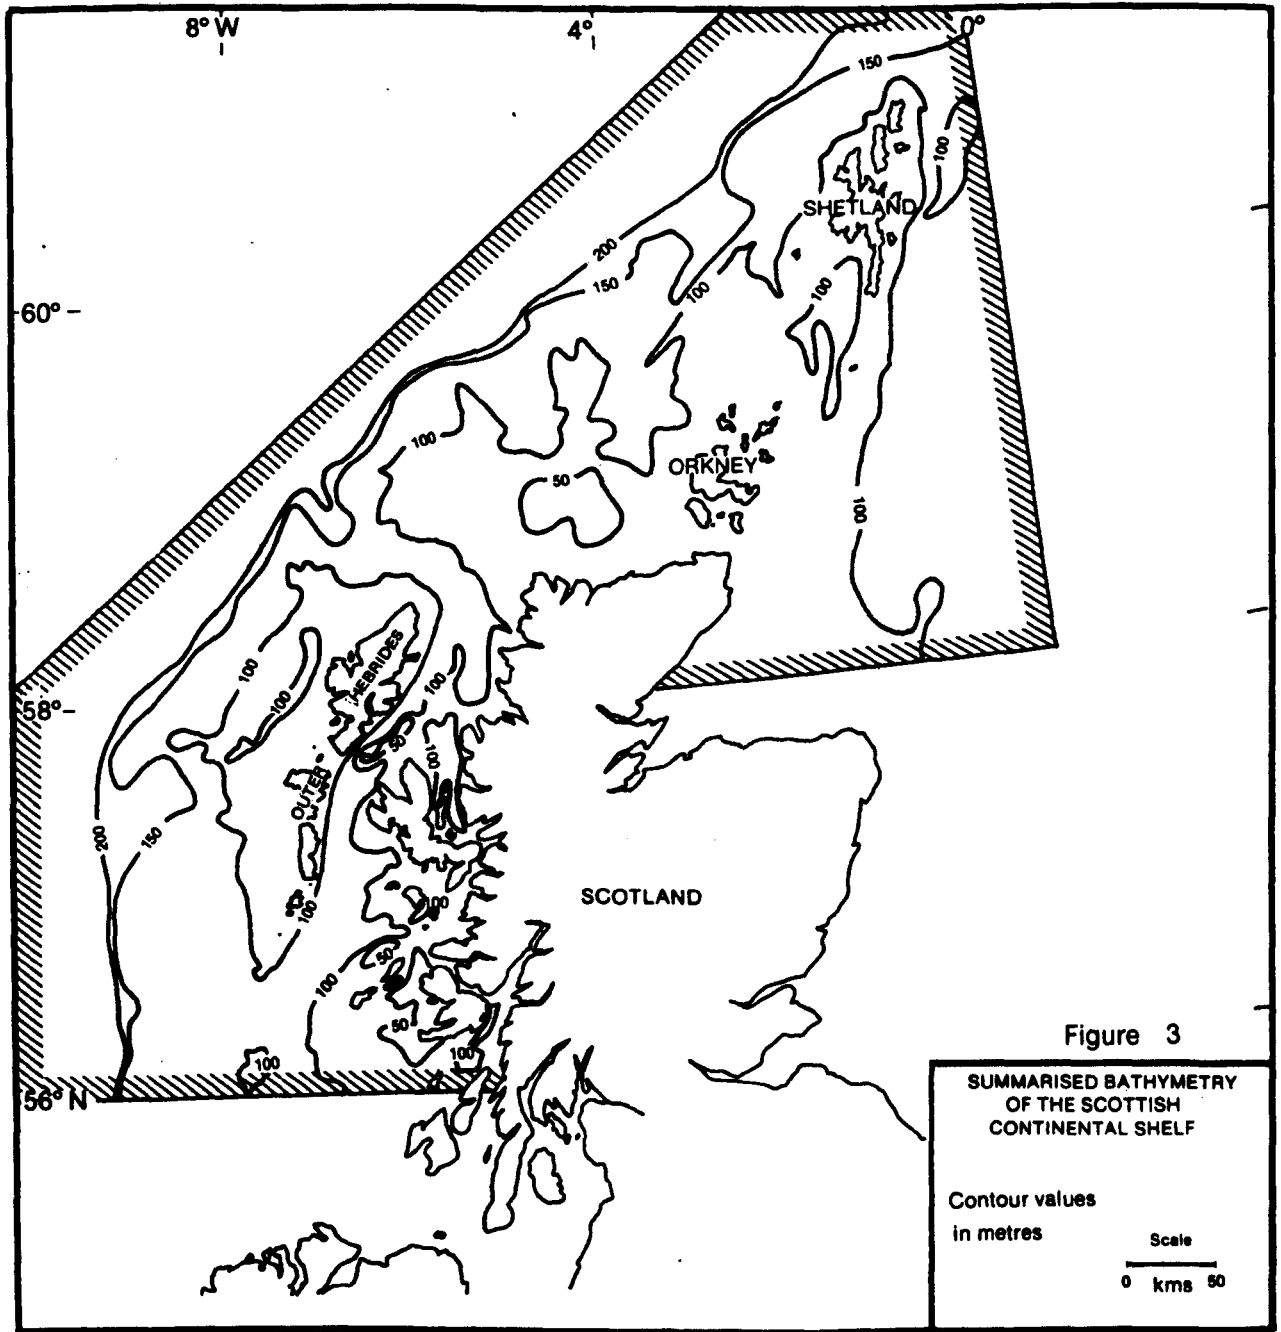 8° W
4°
0°
150
100
SHETLAND
200
150
100
100
60°
100
50
ORKNEY
100
HEBRIDES
100
100
100
58°
50
100
OUTER
200
150
SCOTLAND
100
100
50
100
50
100
100
56° N
Figure 3
SUMMARISED BATHYMETRY
OF THE SCOTTISH
CONTINENTAL SHELF
Contour values
in metres
Scale
0 kms 50